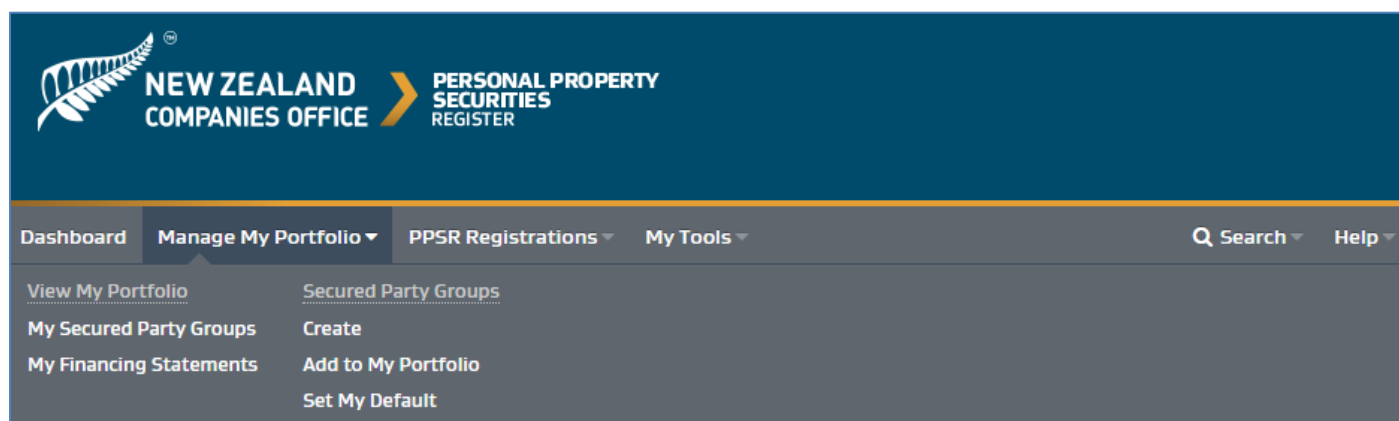 TM
NEW ZEALAND
COMPANIES OFFICE
PERSONAL PROPERTY
SECURITIES
REGISTER
Dashboard Manage My Portfolio PPSR Registrations My Tools Search Help
View My Portfolio Secured Party Groups
My Secured Party Groups Create
My Financing Statements Add to My Portfolio
Set My Default